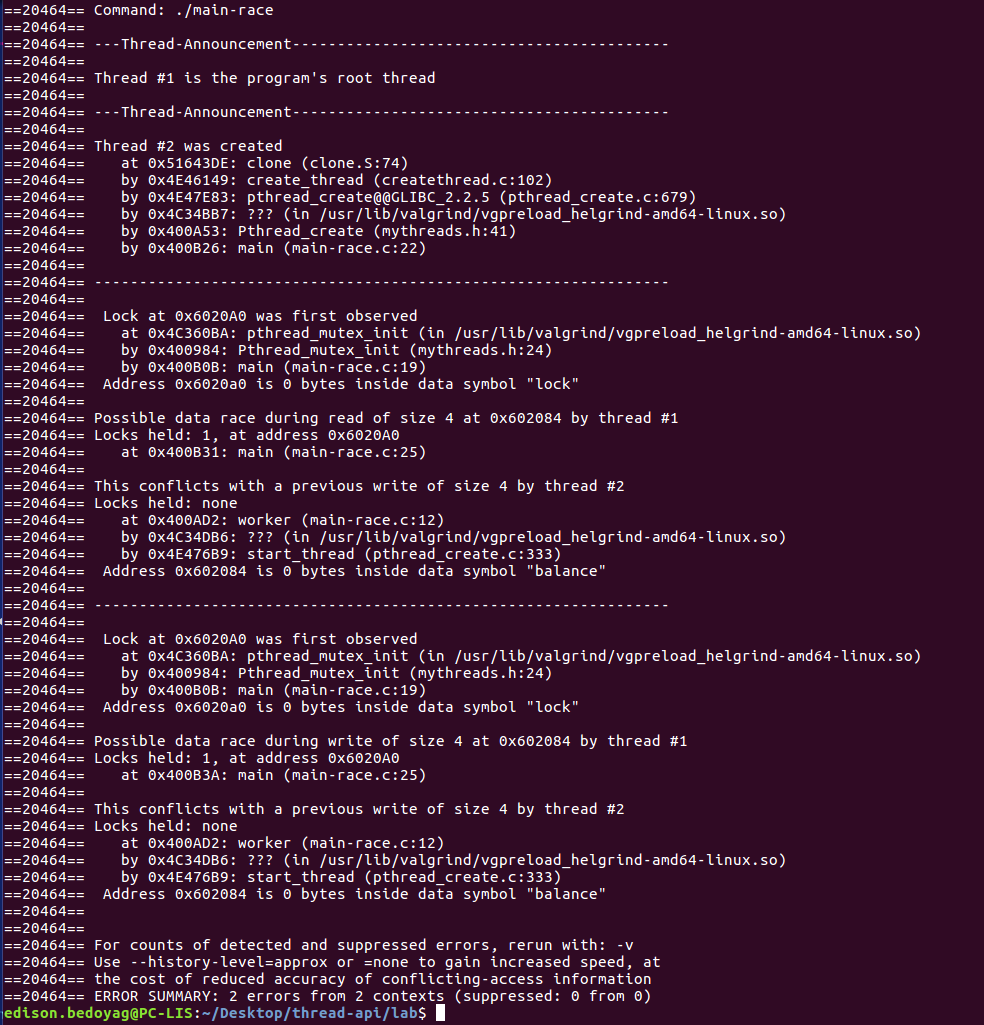 ==20464== Command: ./main-race
==20464==
==20464== ---Thread-Announcement------------------------------------------
==20464==
==20464== Thread #1 is the program's root thread
==20464==
==20464== ---Thread-Announcement------------------------------------------
==20464==
==20464== Thread #2 was created
==20464==    at 0x51643DE: clone (clone.S:74)
==20464==    by 0x4E46149: create_thread (createthread.c:102)
==20464==    by 0x4E47E83: pthread_create@@GLIBC_2.2.5 (pthread_create.c:679)
==20464==    by 0x4C34BB7: ??? (in /usr/lib/valgrind/vgpreload_helgrind-amd64-linux.so)
==20464==    by 0x400A53: Pthread_create (mythreads.h:41)
==20464==    by 0x400B26: main (main-race.c:22)
==20464==
==20464== ----------------------------------------------------------------
==20464==
==20464==  Lock at 0x6020A0 was first observed
==20464==    at 0x4C360BA: pthread_mutex_init (in /usr/lib/valgrind/vgpreload_helgrind-amd64-linux.so)
==20464==    by 0x400984: Pthread_mutex_init (mythreads.h:24)
==20464==    by 0x400B0B: main (main-race.c:19)
==20464==  Address 0x6020a0 is 0 bytes inside data symbol "lock"
==20464==
==20464== Possible data race during read of size 4 at 0x602084 by thread #1
==20464== Locks held: 1, at address 0x6020A0
==20464==    at 0x400B31: main (main-race.c:25)
==20464==
==20464== This conflicts with a previous write of size 4 by thread #2
==20464== Locks held: none
==20464==    at 0x400AD2: worker (main-race.c:12)
==20464==    by 0x4C34DB6: ??? (in /usr/lib/valgrind/vgpreload_helgrind-amd64-linux.so)
==20464==    by 0x4E476B9: start_thread (pthread_create.c:333)
==20464==  Address 0x602084 is 0 bytes inside data symbol "balance"
==20464==
==20464== ----------------------------------------------------------------
==20464==
==20464==  Lock at 0x6020A0 was first observed
==20464==    at 0x4C360BA: pthread_mutex_init (in /usr/lib/valgrind/vgpreload_helgrind-amd64-linux.so)
==20464==    by 0x400984: Pthread_mutex_init (mythreads.h:24)
==20464==    by 0x400B0B: main (main-race.c:19)
==20464==  Address 0x6020a0 is 0 bytes inside data symbol "lock"
==20464==
==20464== Possible data race during write of size 4 at 0x602084 by thread #1
==20464== Locks held: 1, at address 0x6020A0
==20464==    at 0x400B3A: main (main-race.c:25)
==20464==
==20464== This conflicts with a previous write of size 4 by thread #2
==20464== Locks held: none
==20464==    at 0x400AD2: worker (main-race.c:12)
==20464==    by 0x4C34DB6: ??? (in /usr/lib/valgrind/vgpreload_helgrind-amd64-linux.so)
==20464==    by 0x4E476B9: start_thread (pthread_create.c:333)
==20464==  Address 0x602084 is 0 bytes inside data symbol "balance"
==20464==
==20464==
==20464== For counts of detected and suppressed errors, rerun with: -v
==20464== Use --history-level=approx or =none to gain increased speed, at
==20464== the cost of reduced accuracy of conflicting-access information
==20464== ERROR SUMMARY: 2 errors from 2 contexts (suppressed: 0 from 0)
edison.bedoyag@PC-LIS:~/Desktop/thread-api/lab$